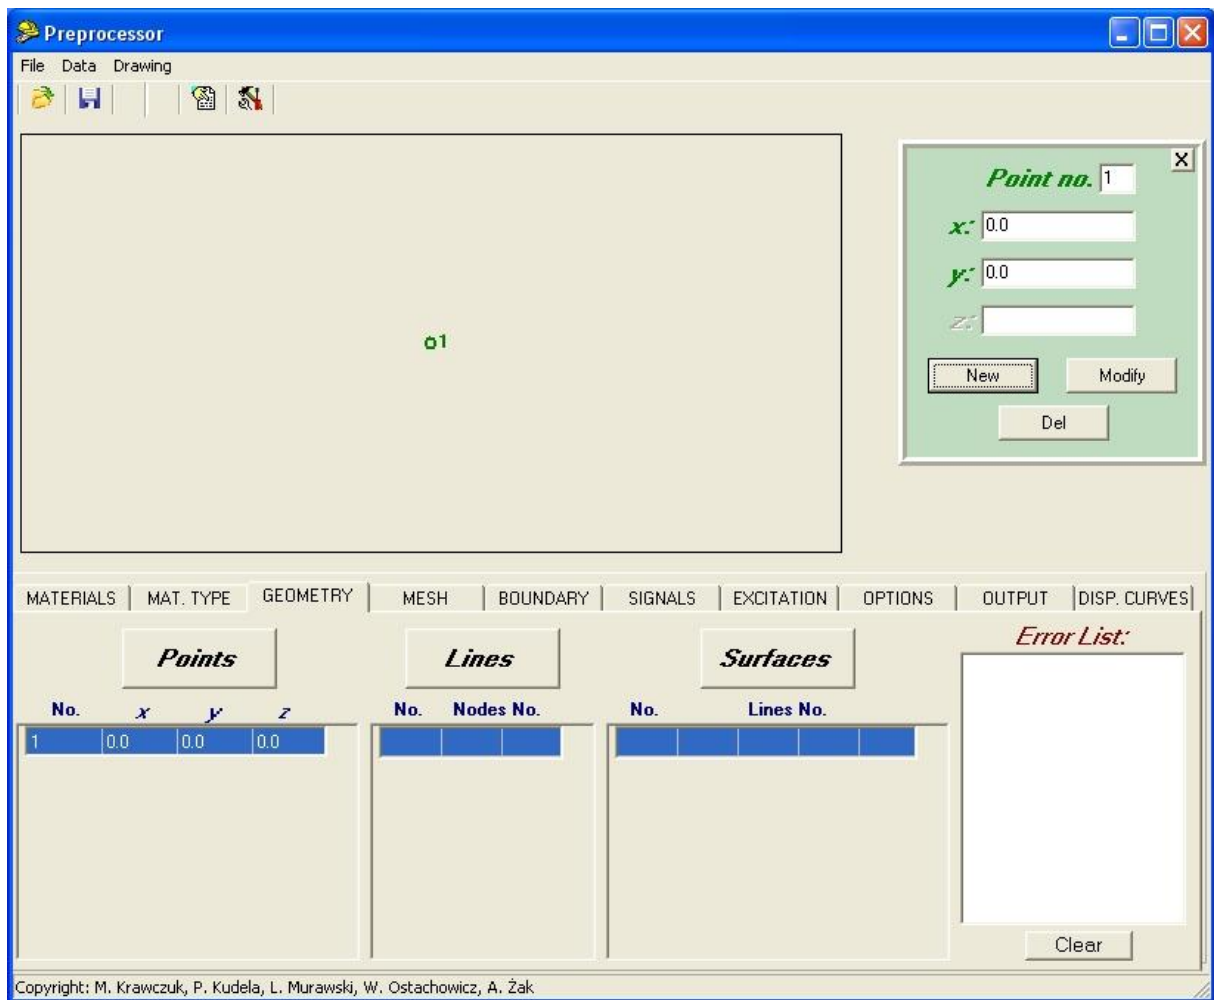 Preprocessor
File Data Drawing
Point no. 1
x: 0.0
y: 0.0
z:
New Modify
Del
o1
MATERIALS MAT. TYPE GEOMETRY MESH BOUNDARY SIGNALS EXCITATION OPTIONS OUTPUT DISP. CURVES
Points Lines Surfaces Error List:
No. x y z No. Nodes No. No. Lines No.
1 0.0 0.0 0.0
Clear
Copyright: M. Krawczuk, P. Kudela, L. Murawski, W. Ostachowicz, A. Żak